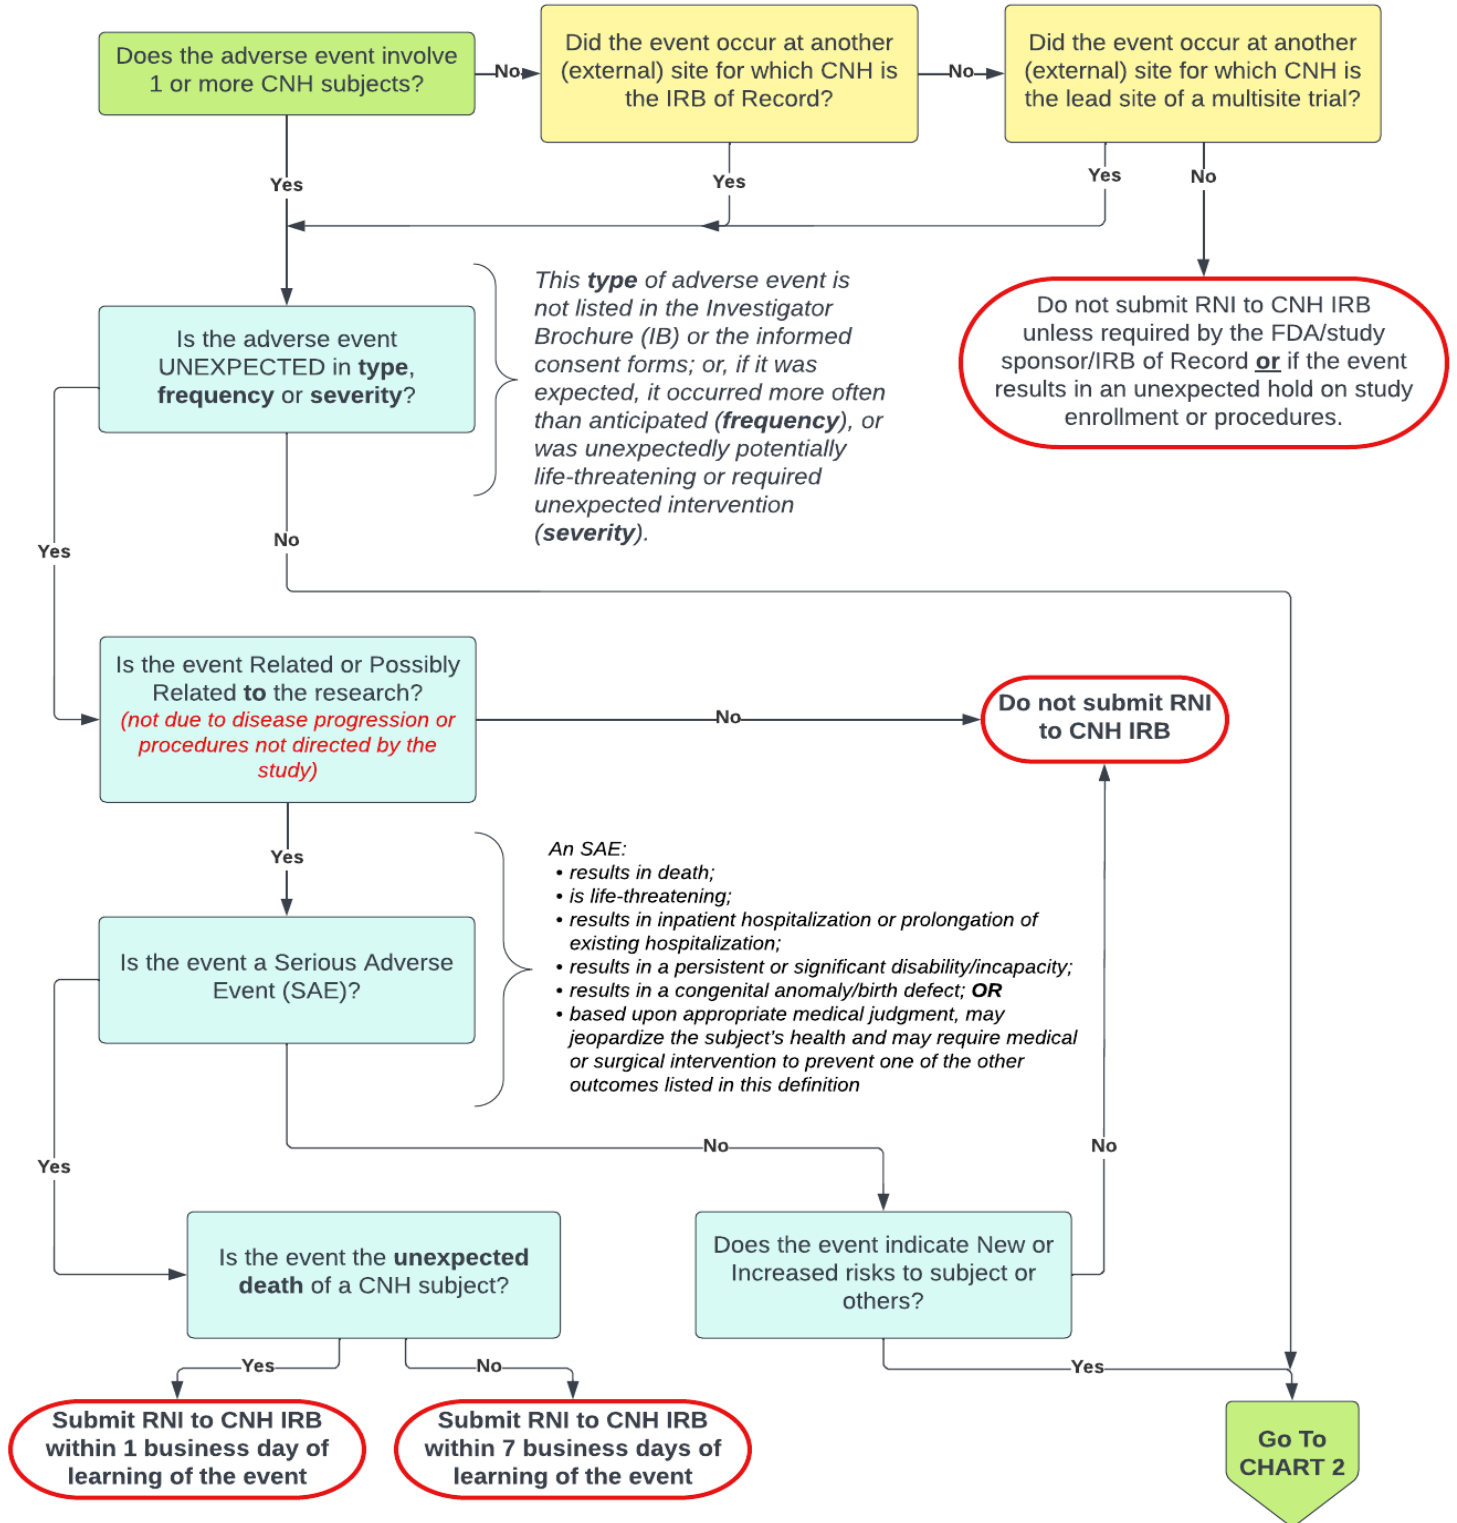 Does the adverse event involve
1 or more CNH subjects?
No
Did the event occur at another
(external) site for which CNH is
the IRB of Record?
No
Did the event occur at another
(external) site for which CNH is
the lead site of a multisite trial?
Yes
Yes
Yes
No
Is the adverse event
UNEXPECTED in type,
frequency or severity?
This type of adverse event is
not listed in the Investigator
Brochure (IB) or the informed
consent forms; or, if it was
expected, it occurred more often
than anticipated (frequency), or
was unexpectedly potentially
life-threatening or required
unexpected intervention
(severity).
Do not submit RNI to CNH IRB
unless required by the FDA/study
sponsor/IRB of Record or if the event
results in an unexpected hold on study
enrollment or procedures.
Yes
No
Is the event Related or Possibly
Related to the research?
(not due to disease progression or
procedures not directed by the
study)
No
Do not submit RNI
to CNH IRB
Yes
Is the event a Serious Adverse
Event (SAE)?
An SAE:
• results in death;
• is life-threatening;
• results in inpatient hospitalization or prolongation of
existing hospitalization;
• results in a persistent or significant disability/incapacity;
• results in a congenital anomaly/birth defect; OR
• based upon appropriate medical judgment, may
jeopardize the subject's health and may require medical
or surgical intervention to prevent one of the other
outcomes listed in this definition
Yes
No
No
Is the event the unexpected
death of a CNH subject?
Does the event indicate New or
Increased risks to subject or
others?
Yes
No
Yes
Submit RNI to CNH IRB
within 1 business day of
learning of the event
Submit RNI to CNH IRB
within 7 business days of
learning of the event
Go To
CHART 2